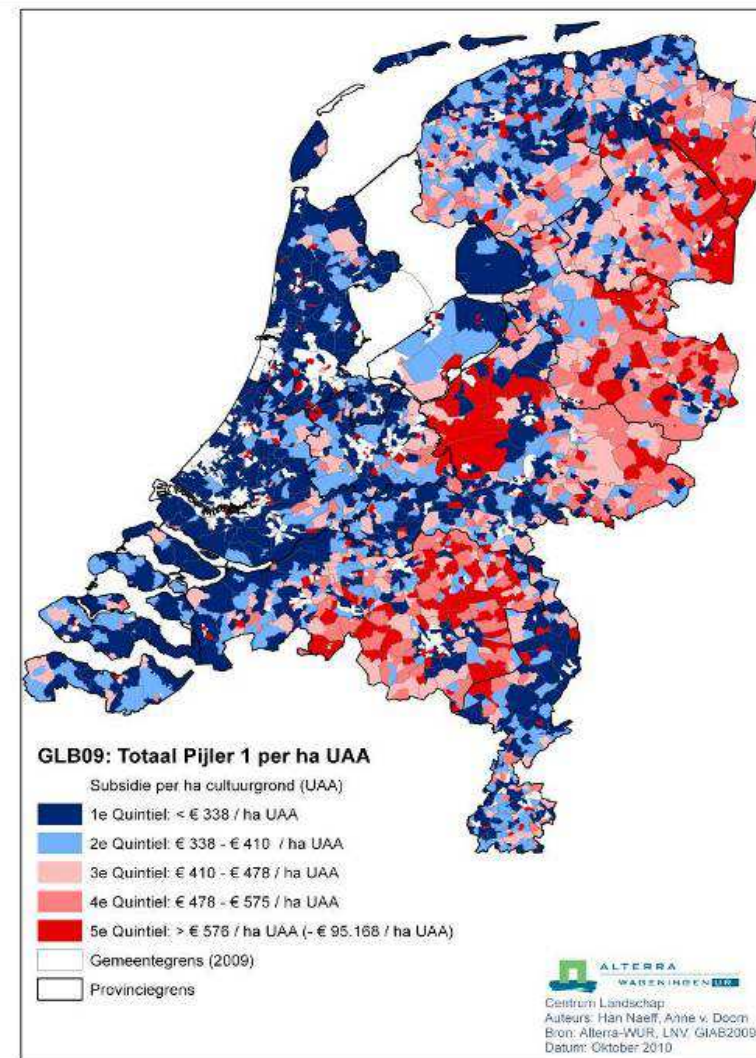 GLB09: Totaal Pijler 1 per ha UAA
Subsidie per ha cultuurgrond (UAA)
1e Quintiel: < € 338 / ha UAA
2e Quintiel: € 338 - € 410 / ha UAA
3e Quintiel: € 410 - € 478 / ha UAA
4e Quintiel: € 478 - € 575 / ha UAA
5e Quintiel: > € 576 / ha UAA (- € 95.168 / ha UAA)
Gemeentegrens (2009)
Provinciegrens
ALTERRA
WAGENINGEN UR
Centrum Landschap
Auteurs: Han Naeff, Anne v. Doorn
Bron: Alterra-WUR, LNV, GIAB2009
Datum: Oktober 2010